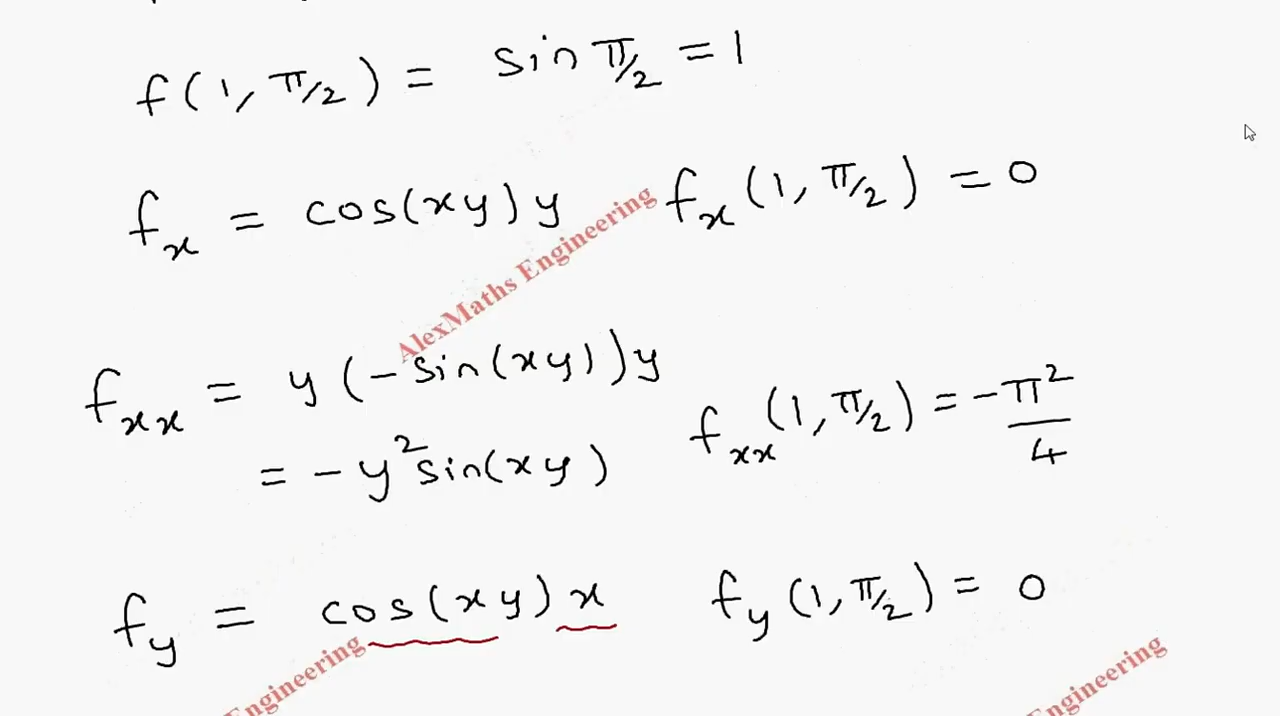 f(1, π/2) = sin π/2 = 1
f_x = cos(xy) y   f_x(1, π/2) = 0
AlexMaths Engineering
f_xx = y(-sin(xy))y
= -y² sin(xy)   f_xx(1, π/2) = -π²/4
f_y = cos(xy) x   f_y(1, π/2) = 0
Engineering
Engineering